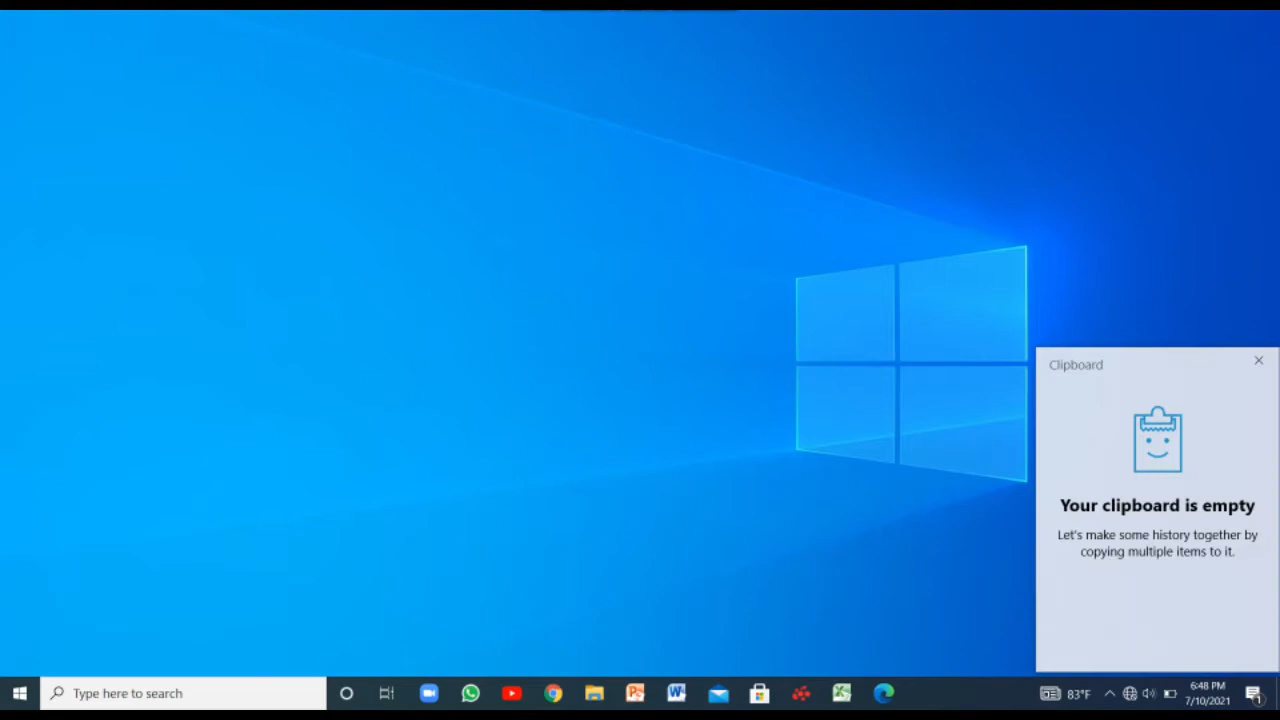 Clipboard
Your clipboard is empty
Let's make some history together by
copying multiple items to it.
Type here to search
83°F
6:48 PM
7/10/2021
1